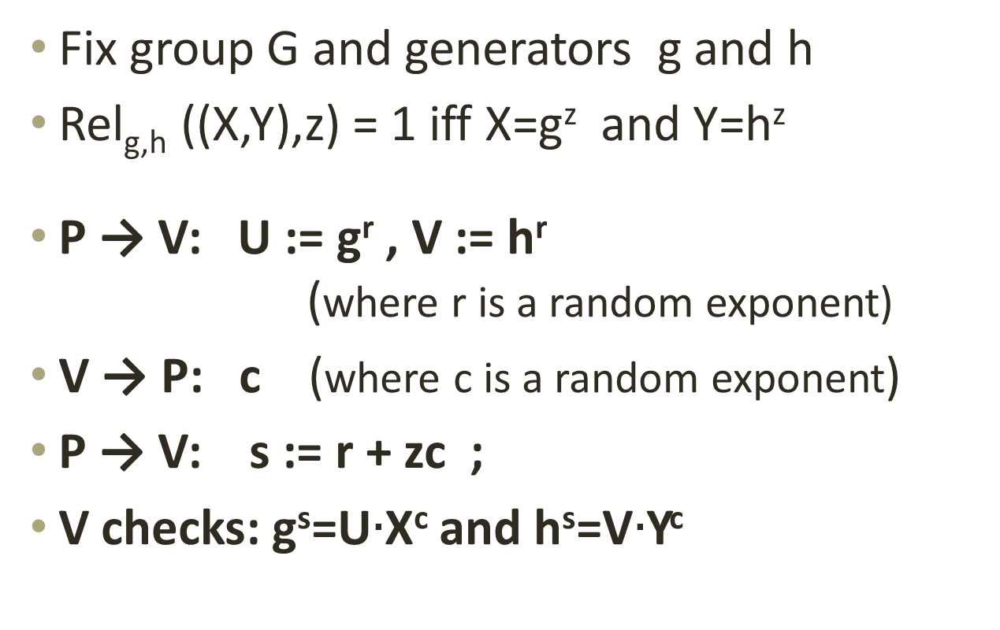 • Fix group G and generators g and h
• Rel_{g,h} ((X,Y),z) = 1 iff X=g^z and Y=h^z
• P → V: U := g^r , V := h^r
(where r is a random exponent)
• V → P: c (where c is a random exponent)
• P → V: s := r + zc ;
• V checks: g^s=U·X^c and h^s=V·Y^c